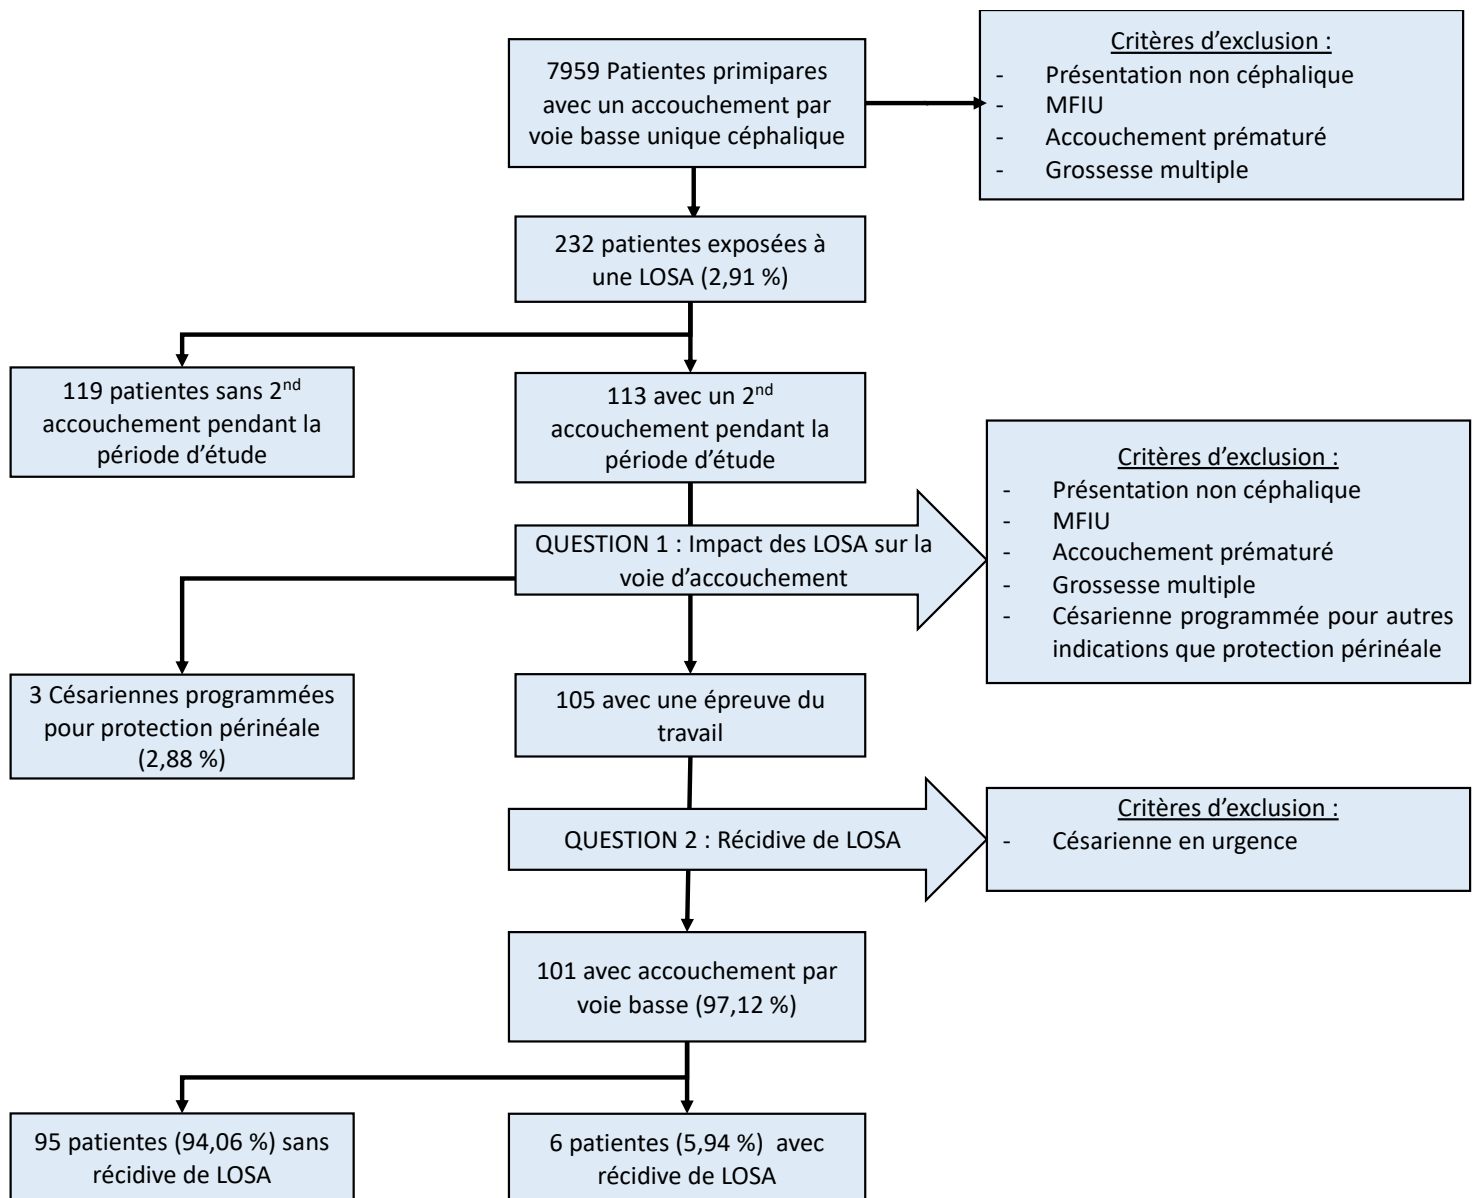 7959 Patientes primipares
avec un accouchement par
voie basse unique céphalique
Critères d'exclusion :
- Présentation non céphalique
- MFIU
- Accouchement prématuré
- Grossesse multiple
232 patientes exposées à
une LOSA (2,91 %)
119 patientes sans 2nd
accouchement pendant la
période d'étude
113 avec un 2nd
accouchement pendant la
période d'étude
QUESTION 1 : Impact des LOSA sur la
voie d'accouchement
Critères d'exclusion :
- Présentation non céphalique
- MFIU
- Accouchement prématuré
- Grossesse multiple
- Césarienne programmée pour autres
indications que protection périnéale
3 Césariennes programmées
pour protection périnéale
(2,88 %)
105 avec une épreuve du
travail
QUESTION 2 : Récidive de LOSA
Critères d'exclusion :
- Césarienne en urgence
101 avec accouchement par
voie basse (97,12 %)
95 patientes (94,06 %) sans
récidive de LOSA
6 patientes (5,94 %) avec
récidive de LOSA